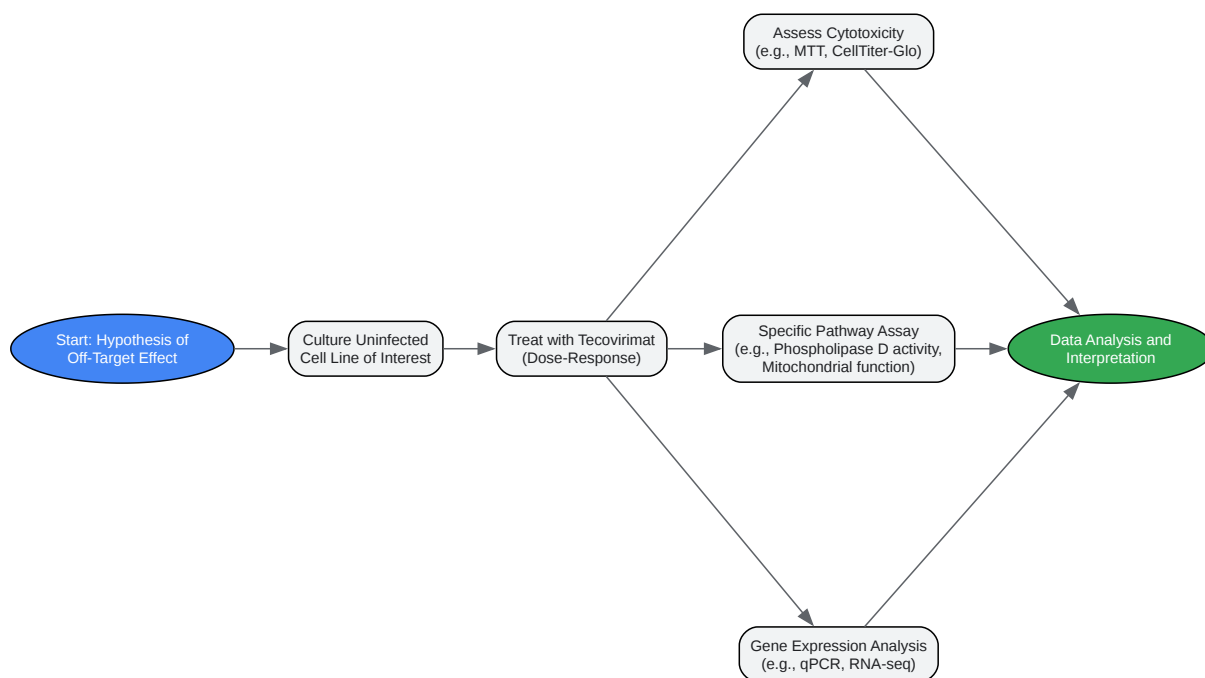 Start: Hypothesis of
Off-Target Effect
Culture Uninfected
Cell Line of Interest
Treat with Tecovirimat
(Dose-Response)
Assess Cytotoxicity
(e.g., MTT, CellTiter-Glo)
Specific Pathway Assay
(e.g., Phospholipase D activity,
Mitochondrial function)
Gene Expression Analysis
(e.g., qPCR, RNA-seq)
Data Analysis and
Interpretation